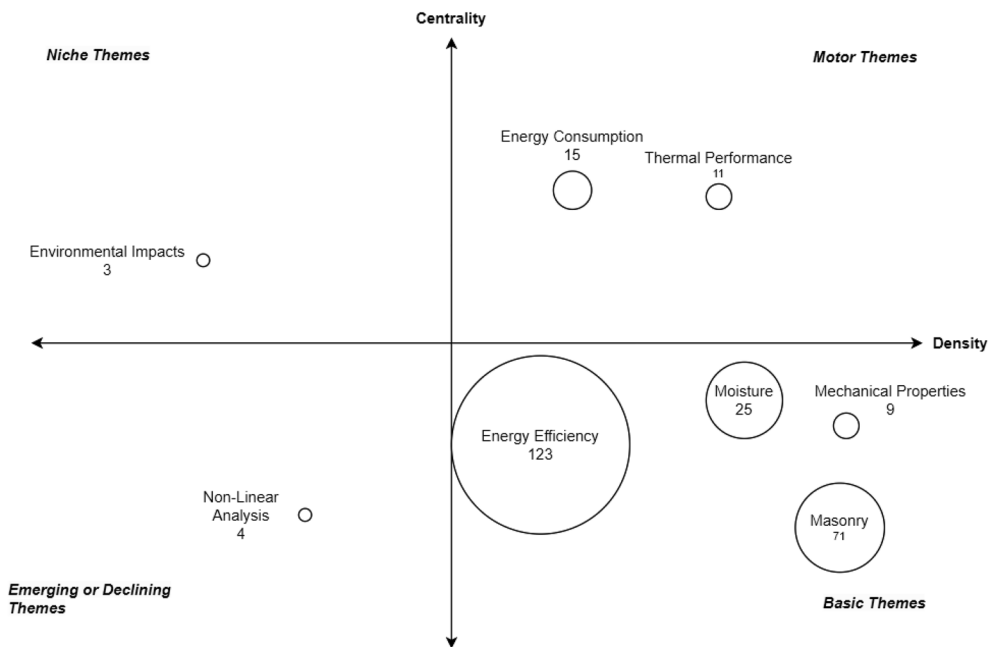 Centrality
Niche Themes
Motor Themes
Energy Consumption
15
Thermal Performance
11
Environmental Impacts
3
Density
Moisture
25
Mechanical Properties
9
Energy Efficiency
123
Non-Linear
Analysis
4
Masonry
71
Emerging or Declining
Themes
Basic Themes